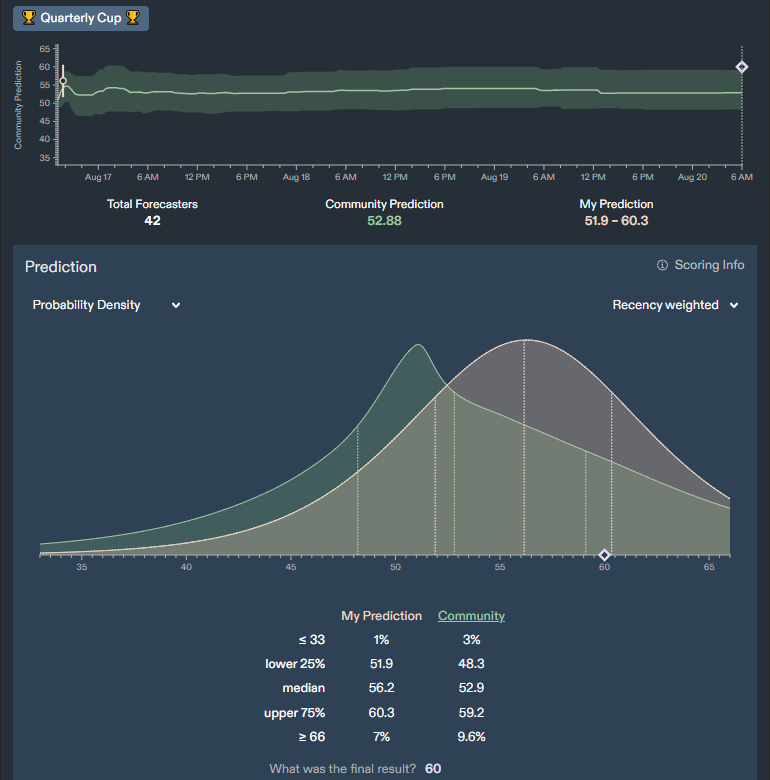 🏆 Quarterly Cup 🏆
Community Prediction
65
60
55
50
45
40
35
Aug 17 6 AM 12 PM 6 PM Aug 18 6 AM 12 PM 6 PM Aug 19 6 AM 12 PM 6 PM Aug 20 6 AM
Total Forecasters Community Prediction My Prediction
42 52.88 51.9 – 60.3
Prediction Scoring Info
Probability Density Recency weighted
35 40 45 50 55 60 65
My Prediction Community
≤ 33 1% 3%
lower 25% 51.9 48.3
median 56.2 52.9
upper 75% 60.3 59.2
≥ 66 7% 9.6%
What was the final result? 60